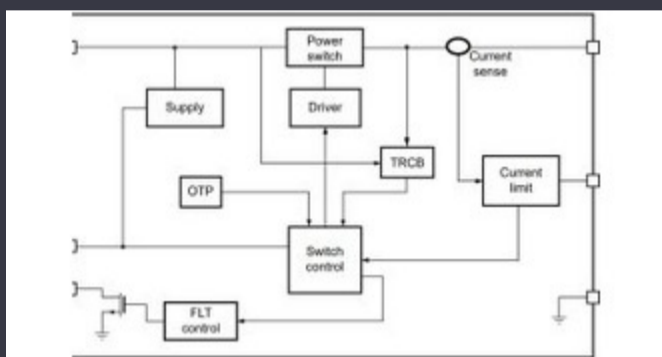 Power
switch
Current
sense
Supply
Driver
TRCB
Current
limit
OTP
Switch
control
FLT
control